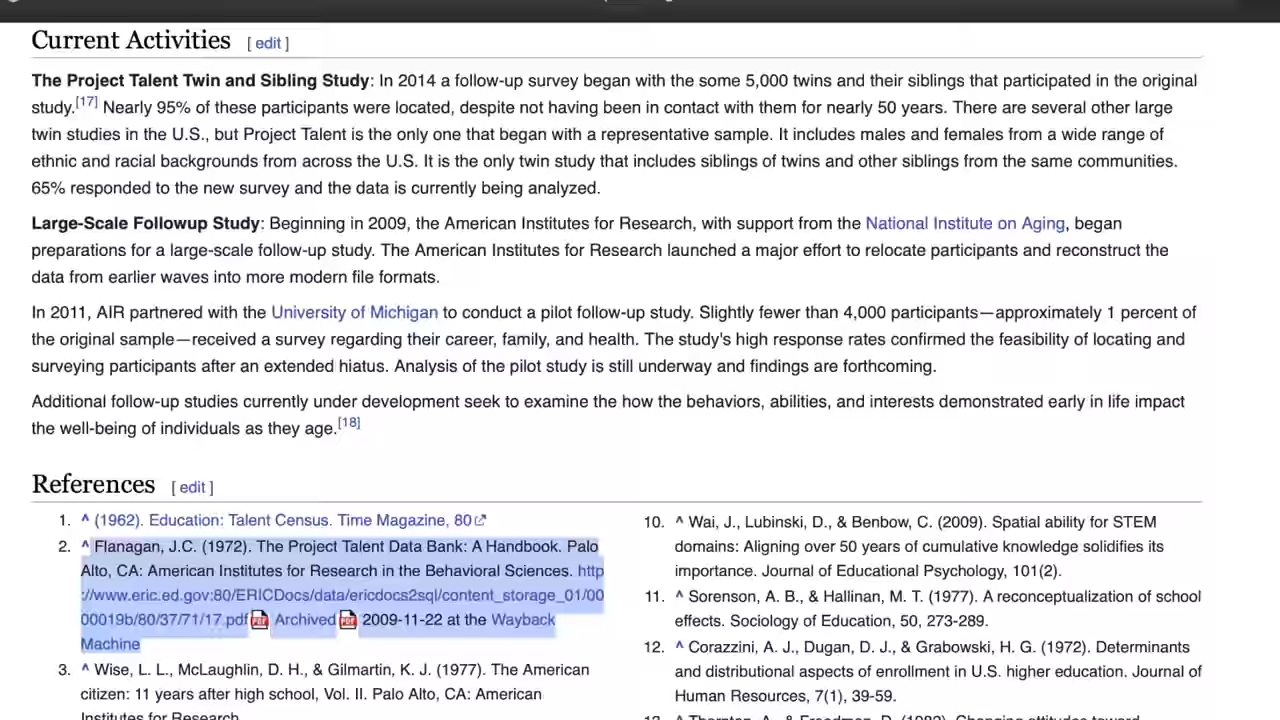 Current Activities [ edit ]
The Project Talent Twin and Sibling Study: In 2014 a follow-up survey began with the some 5,000 twins and their siblings that participated in the original
study.[17] Nearly 95% of these participants were located, despite not having been in contact with them for nearly 50 years. There are several other large
twin studies in the U.S., but Project Talent is the only one that began with a representative sample. It includes males and females from a wide range of
ethnic and racial backgrounds from across the U.S. It is the only twin study that includes siblings of twins and other siblings from the same communities.
65% responded to the new survey and the data is currently being analyzed.
Large-Scale Followup Study: Beginning in 2009, the American Institutes for Research, with support from the National Institute on Aging, began
preparations for a large-scale follow-up study. The American Institutes for Research launched a major effort to relocate participants and reconstruct the
data from earlier waves into more modern file formats.
In 2011, AIR partnered with the University of Michigan to conduct a pilot follow-up study. Slightly fewer than 4,000 participants—approximately 1 percent of
the original sample—received a survey regarding their career, family, and health. The study's high response rates confirmed the feasibility of locating and
surveying participants after an extended hiatus. Analysis of the pilot study is still underway and findings are forthcoming.
Additional follow-up studies currently under development seek to examine the how the behaviors, abilities, and interests demonstrated early in life impact
the well-being of individuals as they age.[18]
References [ edit ]
1. ^ (1962). Education: Talent Census. Time Magazine, 80
2. ^ Flanagan, J.C. (1972). The Project Talent Data Bank: A Handbook. Palo
Alto, CA: American Institutes for Research in the Behavioral Sciences. http
://www.eric.ed.gov:80/ERICDocs/data/ericdocs2sql/content_storage_01/00
00019b/80/37/71/17.pdf Archived 2009-11-22 at the Wayback
Machine
3. ^ Wise, L. L., McLaughlin, D. H., & Gilmartin, K. J. (1977). The American
citizen: 11 years after high school, Vol. II. Palo Alto, CA: American
Institutes for Research
10. ^ Wai, J., Lubinski, D., & Benbow, C. (2009). Spatial ability for STEM
domains: Aligning over 50 years of cumulative knowledge solidifies its
importance. Journal of Educational Psychology, 101(2).
11. ^ Sorenson, A. B., & Hallinan, M. T. (1977). A reconceptualization of school
effects. Sociology of Education, 50, 273-289.
12. ^ Corazzini, A. J., Dugan, D. J., & Grabowski, H. G. (1972). Determinants
and distributional aspects of enrollment in U.S. higher education. Journal of
Human Resources, 7(1), 39-59.